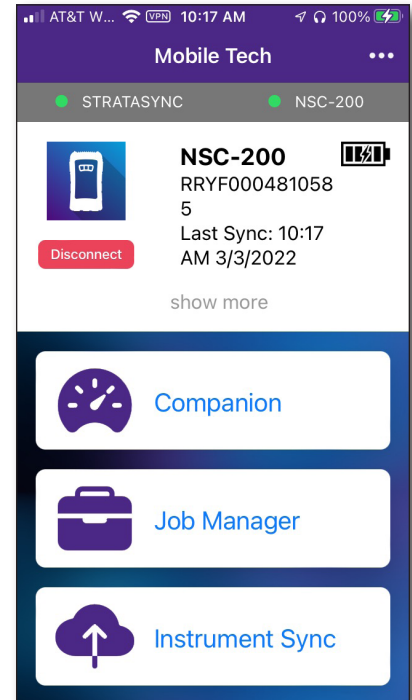 AT&T W... VPN 10:17 AM 100%
Mobile Tech
STRATASYNC NSC-200
NSC-200
RRYF000481058
5
Last Sync: 10:17
AM 3/3/2022
Disconnect
show more
Companion
Job Manager
Instrument Sync